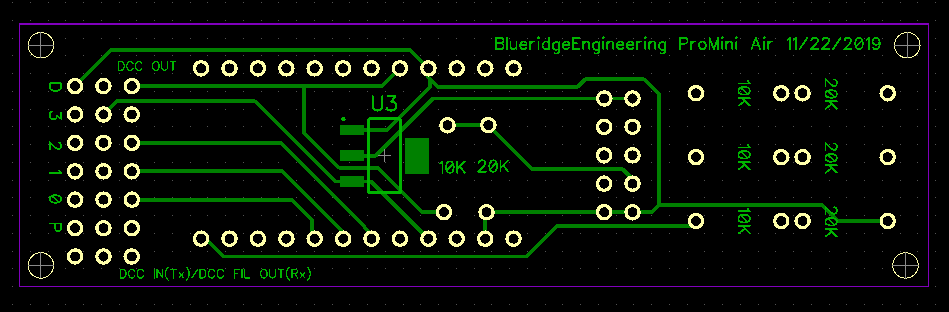 BlueridgeEngineering ProMini Air 11/22/2019
DCC OUT
D
3
2
1
0
P
U3
10K 20K
10K 20K
10K 20K
10K 20K
DCC IN(Tx)/DCC FIL OUT(Rx)